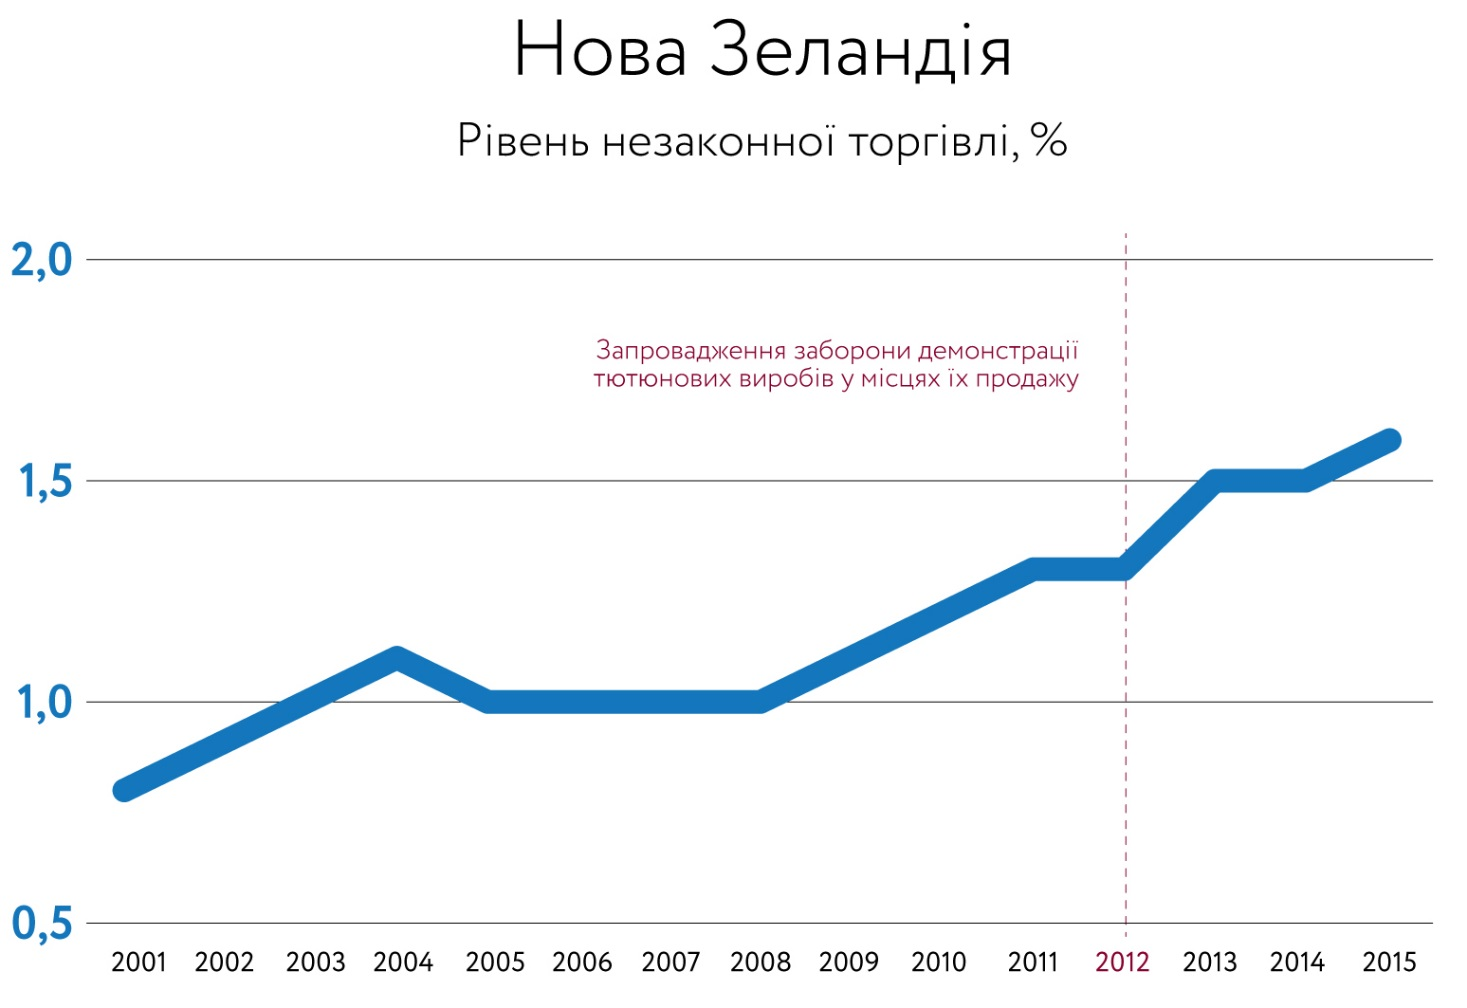 Нова Зеландія
Рівень незаконної торгівлі, %
2,0
Запровадження заборони демонстрації
тютюнових виробів у місцях їх продажу
1,5
1,0
0,5
2001 2002 2003 2004 2005 2006 2007 2008 2009 2010 2011 2012 2013 2014 2015